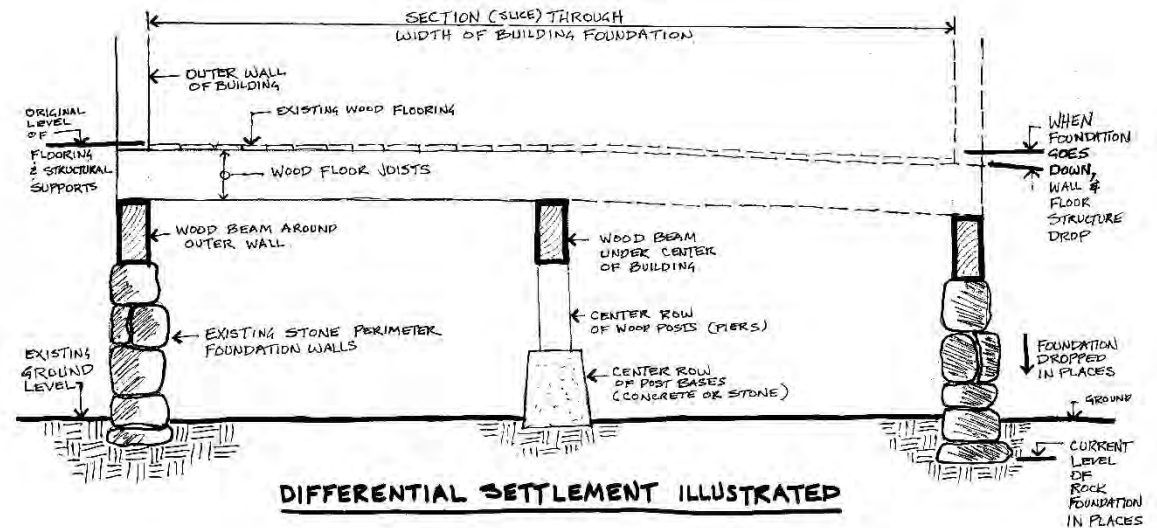 SECTION (SLICE) THROUGH
WIDTH OF BUILDING FOUNDATION
OUTER WALL
OF BUILDING
EXISTING WOOD FLOORING
ORIGINAL
LEVEL
OF
FLOORING
& STRUCTURAL
SUPPORTS
WOOD FLOOR JOISTS
WHEN
FOUNDATION
GOES
DOWN,
WALL &
FLOOR
STRUCTURE
DROP
WOOD BEAM AROUND
OUTER WALL
WOOD BEAM
UNDER CENTER
OF BUILDING
CENTER ROW
OF WOOD POSTS (PIERS)
EXISTING STONE PERIMETER
FOUNDATION WALLS
EXISTING
GROUND
LEVEL
CENTER ROW
OF POST BASES
(CONCRETE OR STONE)
FOUNDATION
DROPPED
IN PLACES
GROUND
CURRENT
LEVEL
OF
ROCK
FOUNDATION
IN PLACES
DIFFERENTIAL SETTLEMENT ILLUSTRATED